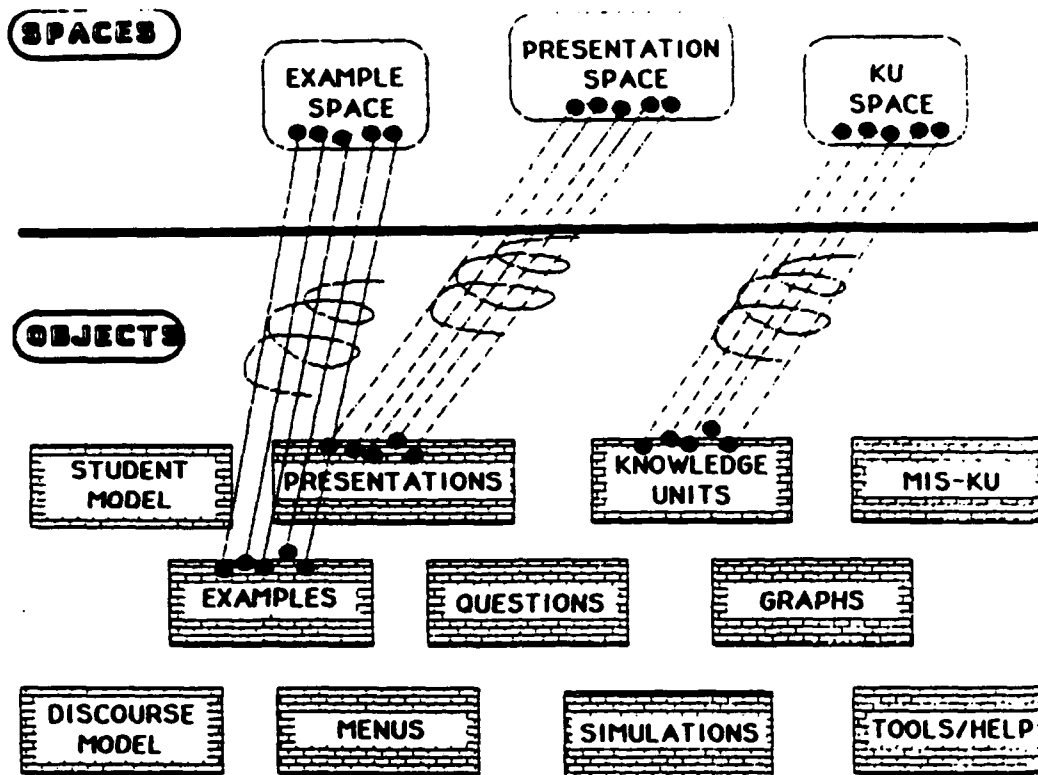 SPACES
EXAMPLE
SPACE
PRESENTATION
SPACE
KU
SPACE
OBJECTS
STUDENT
MODEL
PRESENTATIONS
KNOWLEDGE
UNITS
MIS-KU
EXAMPLES
QUESTIONS
GRAPHS
DISCOURSE
MODEL
MENUS
SIMULATIONS
TOOLS/HELP